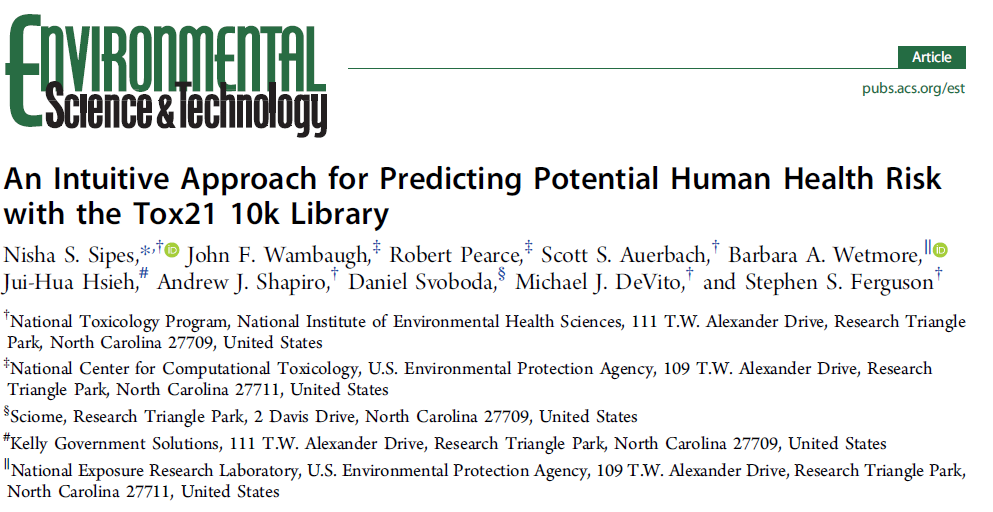 Environmental
Science & Technology
Article
pubs.acs.org/est
An Intuitive Approach for Predicting Potential Human Health Risk
with the Tox21 10k Library
Nisha S. Sipes,*,† John F. Wambaugh,‡ Robert Pearce,‡ Scott S. Auerbach,† Barbara A. Wetmore,∥
Jui-Hua Hsieh,# Andrew J. Shapiro,† Daniel Svoboda,§ Michael J. DeVito,† and Stephen S. Ferguson†
†National Toxicology Program, National Institute of Environmental Health Sciences, 111 T.W. Alexander Drive, Research Triangle
Park, North Carolina 27709, United States
‡National Center for Computational Toxicology, U.S. Environmental Protection Agency, 109 T.W. Alexander Drive, Research
Triangle Park, North Carolina 27711, United States
§Sciome, Research Triangle Park, 2 Davis Drive, North Carolina 27709, United States
#Kelly Government Solutions, 111 T.W. Alexander Drive, Research Triangle Park, North Carolina 27709, United States
∥National Exposure Research Laboratory, U.S. Environmental Protection Agency, 109 T.W. Alexander Drive, Research Triangle Park,
North Carolina 27711, United States